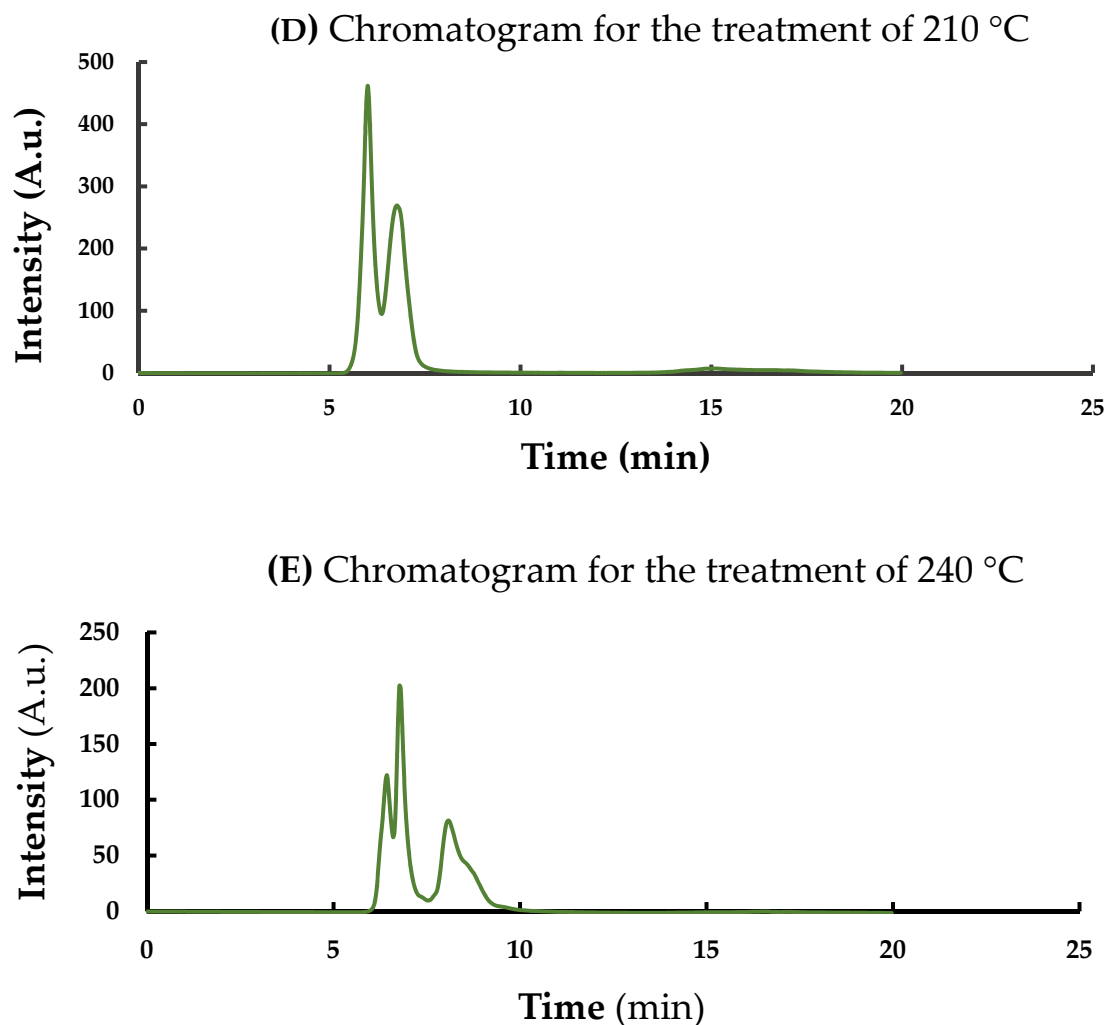 (D) Chromatogram for the treatment of 210 °C
Intensity (A.u.)
500
400
300
200
100
0
0 5 10 15 20 25
Time (min)
(E) Chromatogram for the treatment of 240 °C
Intensity (A.u.)
250
200
150
100
50
0
0 5 10 15 20 25
Time (min)